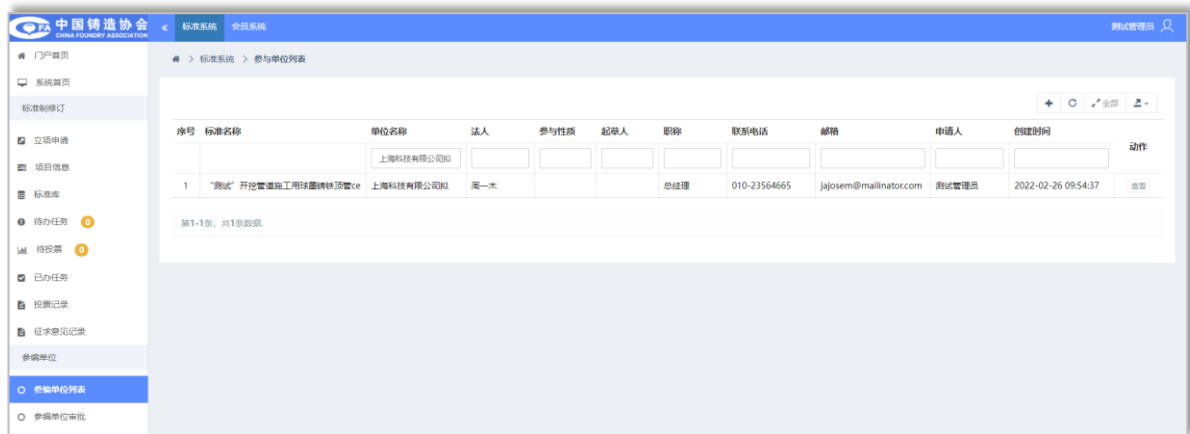 中国铸造协会
CHINA FOUNDRY ASSOCIATION
« 标准系统 会员系统 测试管理员
门户首页
> 标准系统 > 参与单位列表
系统首页
标准制修订
全部
立项申请
序号 标准名称 单位名称 法人 参与性质 起草人 职称 联系电话 邮箱 申请人 创建时间 动作
项目信息
上海科技有限公司拟
标准库
1 “测试”开挖管道施工用球墨铸铁顶管ce 上海科技有限公司拟 周一木 总经理 010-23564665 jajosem@mailinator.com 测试管理员 2022-02-26 09:54:37 查看
待办任务 0
第1-1条，共1条数据.
待投票 0
已办任务
投票记录
征求意见记录
参编单位
参编单位列表
参编单位审批